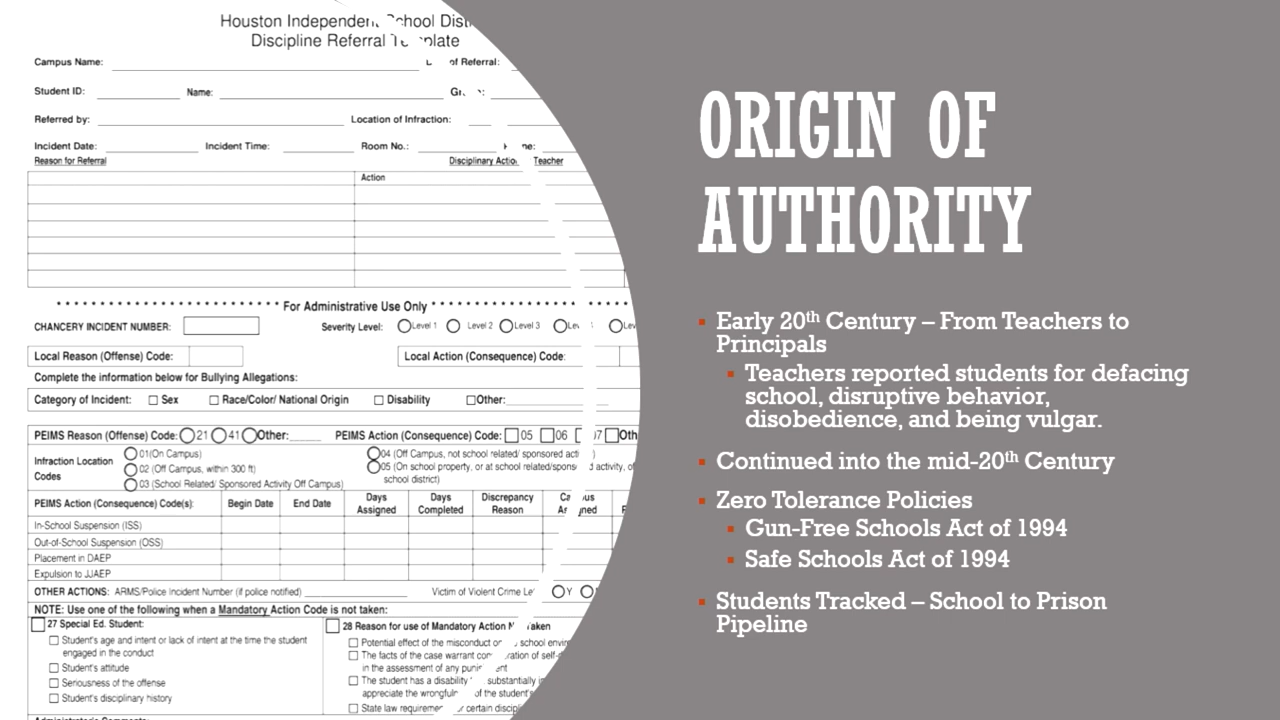 Houston Independent School
Discipline Referral Template
Campus Name: of Referral:
Student ID: Name:
Referred by: Location of Infraction:
Incident Date: Incident Time: Room No.:
Reason for Referral Disciplinary Teacher
Action
For Administrative Use Only
CHANCERY INCIDENT NUMBER: Severity Level: Level 1 Level 2 Level 3
Local Reason (Offense) Code: Local Action (Consequence) Code:
Complete the information below for Bullying Allegations:
Category of Incident: Sex Race/Color/ National Origin Disability Other:
PEIMS Reason (Offense) Code: 21 41 Other: PEIMS Action (Consequence) Code: 05 06
Infraction Location
Codes
01(On Campus)
02 (Off Campus, within 300 ft)
03 (School Related/ Sponsored Activity Off Campus)
04 (Off Campus, not school related/ sponsored
05 (On school property, or at school related/ activity,
school district)
PEIMS Action (Consequence) Code(s): Begin Date End Date Days Assigned Days Completed Discrepancy Reason
In-School Suspension (ISS)
Out-of-School Suspension (OSS)
Placement in DAEP
Expulsion to JJAEP
OTHER ACTIONS: ARMS/Police Incident Number (if police notified) Victim of Violent Crime Y
NOTE: Use one of the following when a Mandatory Action Code is not taken:
27 Special Ed. Student:
Student's age and intent or lack of intent at the time the student
engaged in the conduct
Student's attitude
Seriousness of the offense
Student's disciplinary history
28 Reason for use of Mandatory Action taken
Potential effect of the misconduct on school
The facts of the case warrant of
in the assessment of any
The student has a disability substantially
appreciate the of the student's
State law certain
ORIGIN OF
AUTHORITY
Early 20th Century – From Teachers to
Principals
Teachers reported students for defacing
school, disruptive behavior,
disobedience, and being vulgar.
Continued into the mid-20th Century
Zero Tolerance Policies
Gun-Free Schools Act of 1994
Safe Schools Act of 1994
Students Tracked – School to Prison
Pipeline